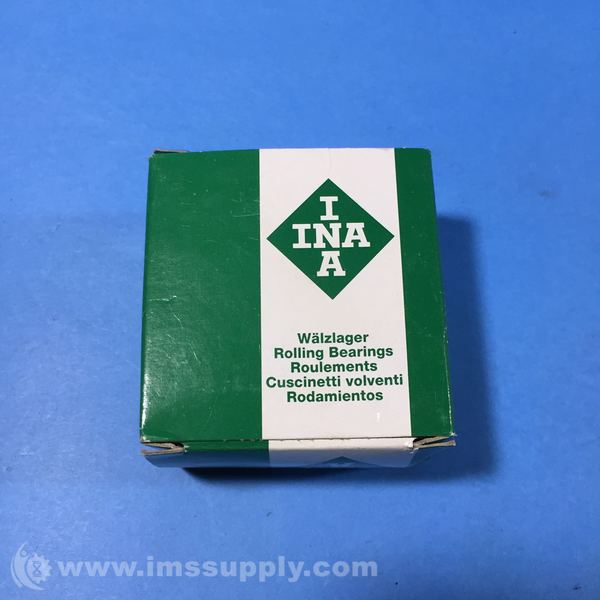 I
INA
A
Wälzlager
Rolling Bearings
Roulements
Cuscinetti volventi
Rodamientos
www.imssupply.com